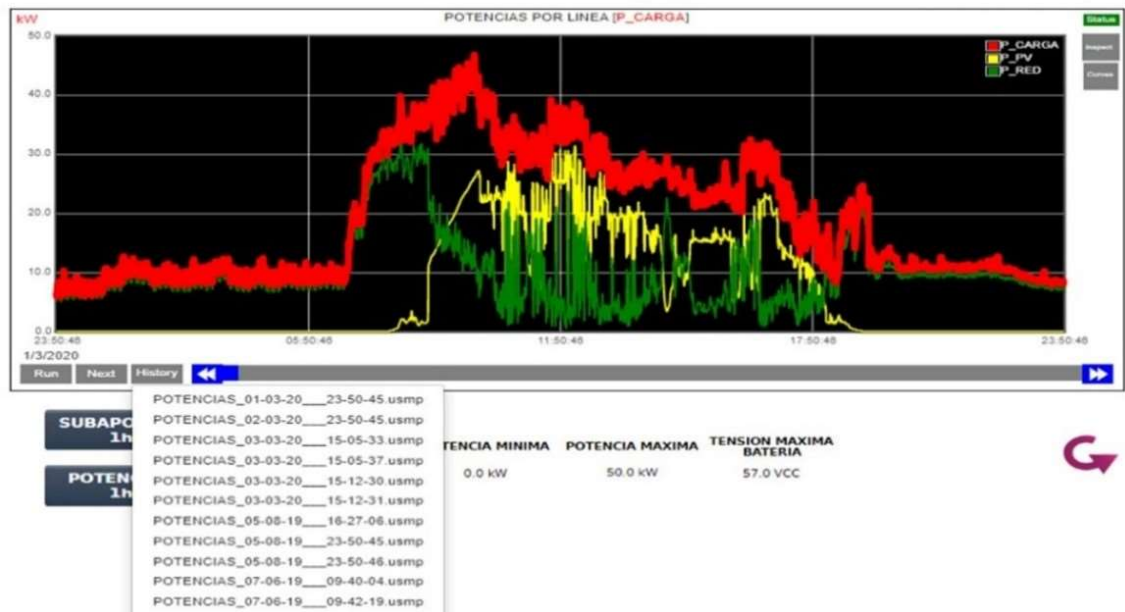 kW
POTENCIAS POR LINEA [P_CARGA]
Status
50.0
P_CARGA
P_PV
P_RED
Inspect
Curves
40.0
30.0
20.0
10.0
0.0
23:50:46
05:50:46
11:50:46
17:50:46
23:50:46
1/3/2020
Run
Next
History
POTENCIAS_01-03-20___23-50-45.usmp
POTENCIAS_02-03-20___23-50-45.usmp
POTENCIAS_03-03-20___15-05-33.usmp
POTENCIAS_03-03-20___15-05-37.usmp
POTENCIAS_03-03-20___15-12-30.usmp
POTENCIAS_03-03-20___15-12-31.usmp
POTENCIAS_05-08-19___16-27-06.usmp
POTENCIAS_05-08-19___23-50-45.usmp
POTENCIAS_05-08-19___23-50-46.usmp
POTENCIAS_07-06-19___09-40-04.usmp
POTENCIAS_07-06-19___09-42-19.usmp
SUBAPO
1h
POTEN
1h
TENCIA MINIMA
0.0 kW
POTENCIA MAXIMA
50.0 kW
TENSION MAXIMA
BATERIA
57.0 VCC